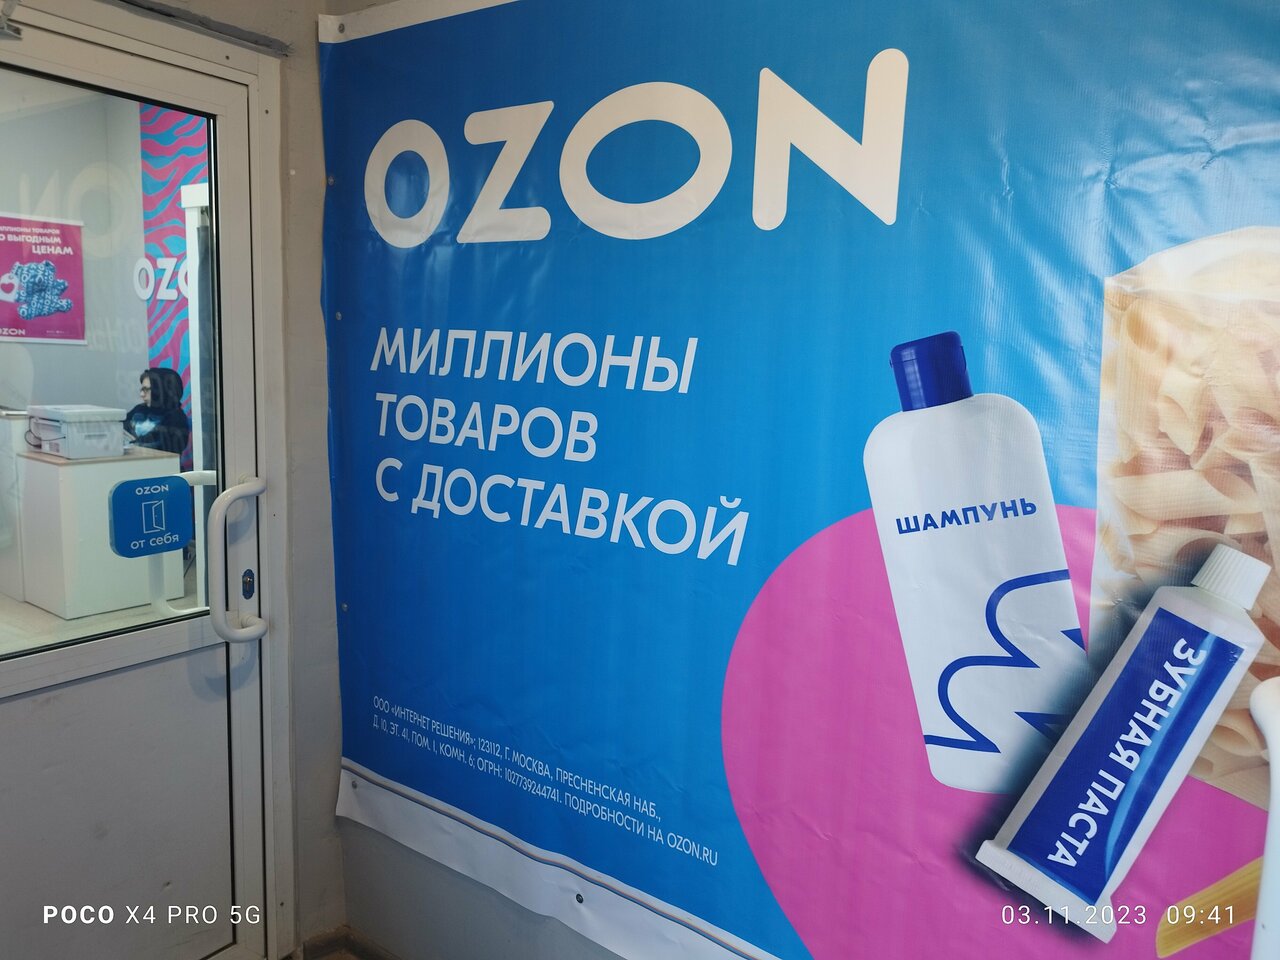 OZON
МИЛЛИОНЫ
ТОВАРОВ
С ДОСТАВКОЙ
ШАМПУНЬ
ЗУБНАЯ ПАСТА
ООО «ИНТЕРНЕТ РЕШЕНИЯ»; 123112, Г. МОСКВА, ПРЕСНЕНСКАЯ НАБ.,
Д. 10, ЭТ. 41, ПОМ. 1, КОМН. 6; ОГРН: 1027739244741. ПОДРОБНОСТИ НА OZON.RU
ВЫГОДНЫМ
ЦЕНАМ
OZON
от себя
POCO X4 PRO 5G
03.11.2023 09:41